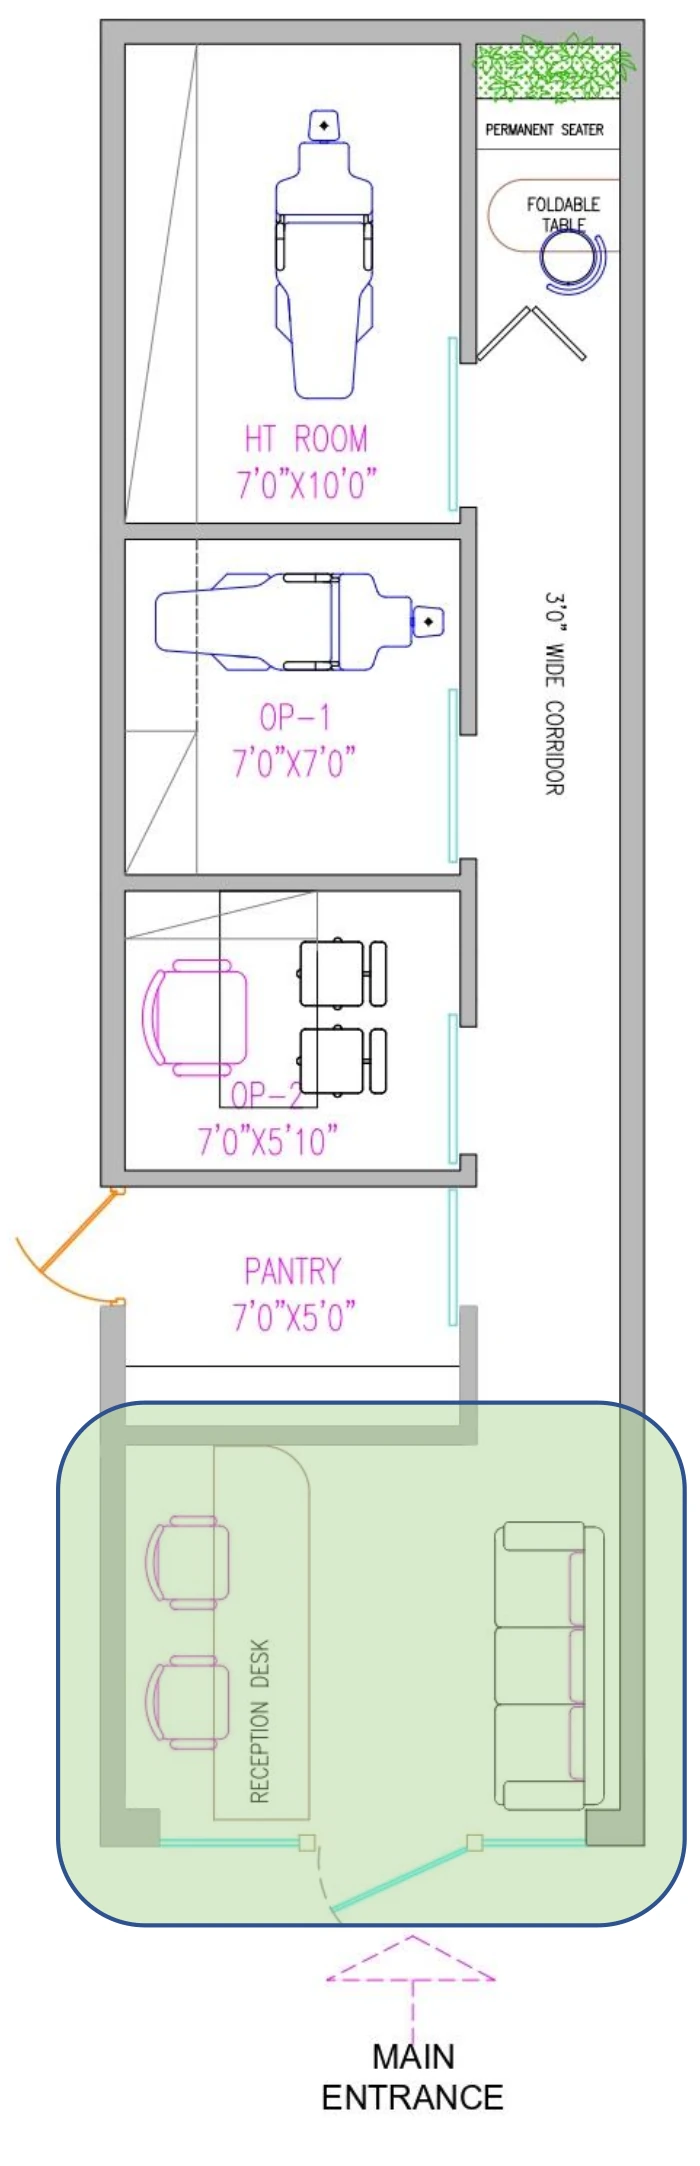 PERMANENT SEATER
FOLDABLE
TABLE
HT ROOM
7'0"X10'0"
3'0" WIDE CORRIDOR
OP-1
7'0"X7'0"
OP-2
7'0"X5'10"
PANTRY
7'0"X5'0"
RECEPTION DESK
MAIN
ENTRANCE